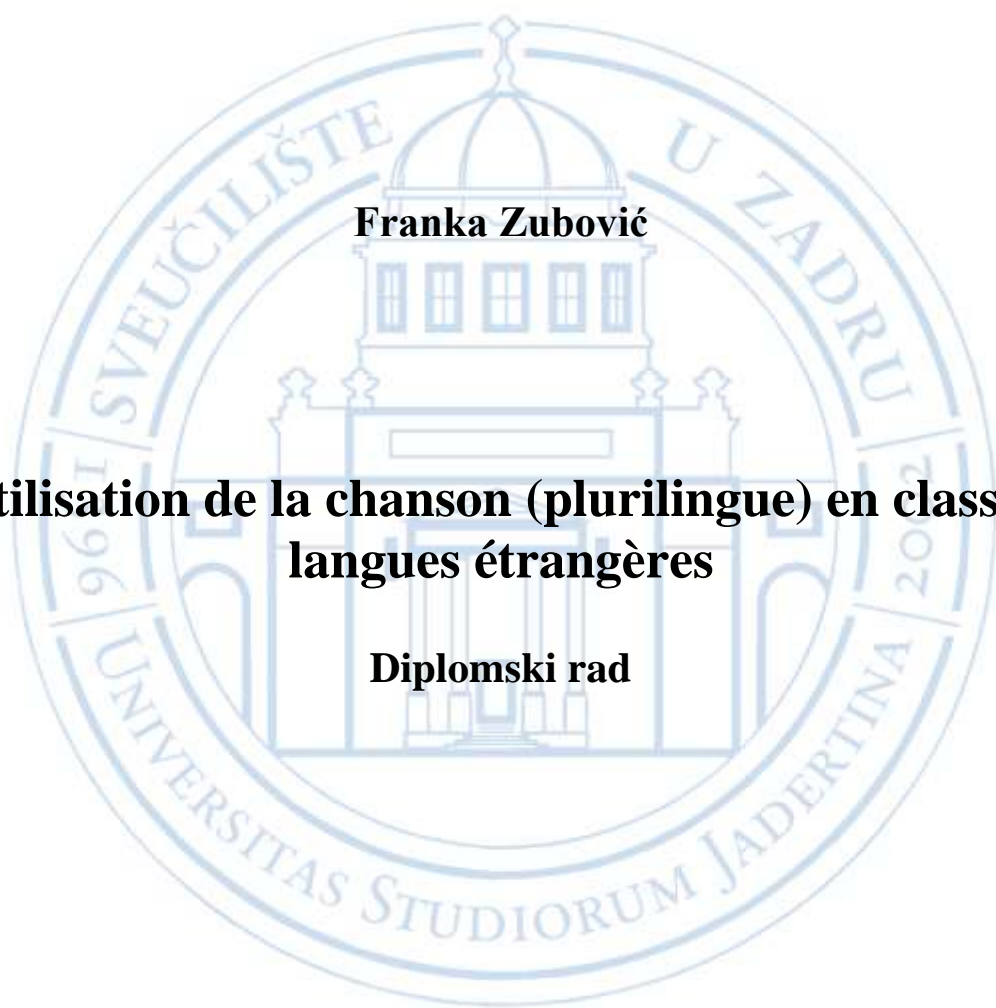 Franka Zubović
tilisation de la chanson (plurilingue) en class
langues étrangères
Diplomski rad
SVEUČILIŠTE U ZADRU
1396
2002
UNIVERSITAS STUDIORUM JADERTINA